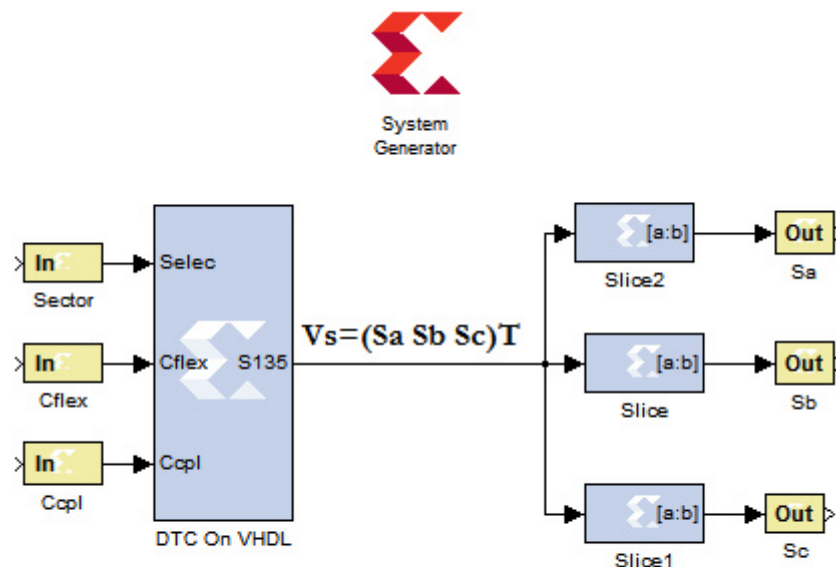 System
Generator
In
Sector
Selec
In
Cflex
Cflex
In
Ccpl
Ccpl
S135
DTC On VHDL
Vs=(Sa Sb Sc)T
[a:b]
Slice2
Out
Sa
[a:b]
Slice
Out
Sb
[a:b]
Slice1
Out
Sc